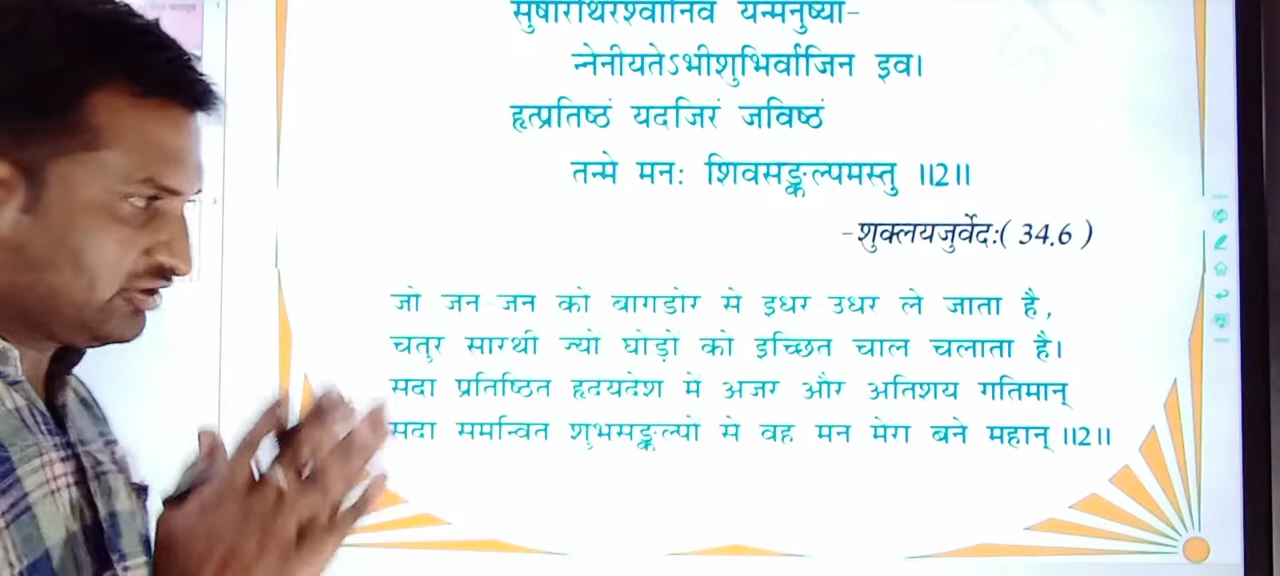 सुषारथिरश्वानिव यन्मनुष्या-
न्नेनीयतेऽभीशुभिर्वाजिन इव।
हृत्प्रतिष्ठं यदजिरं जविष्ठं
तन्मे मनः शिवसङ्कल्पमस्तु ॥2॥
-शुक्लयजुर्वेदः( 34.6 )
जो जन-जन को बागडोर से इधर-उधर ले जाता है,
चतुर सारथी ज्यो घोड़ों को इच्छित चाल चलाता है।
सदा प्रतिष्ठित हृदयदेश में अजर और अतिशय गतिमान्
सदा समन्वित शुभसङ्कल्पों से वह मन मेरा बने महान् ॥2॥